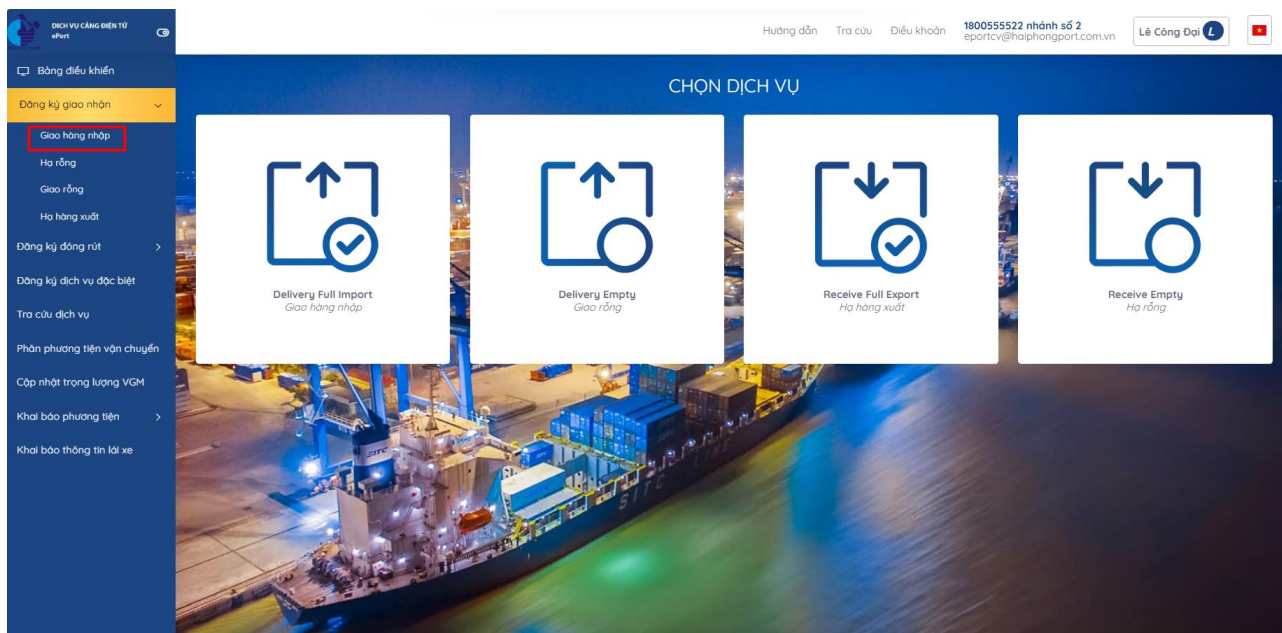 DỊCH VỤ CẢNG ĐIỆN TỬ
ePort
Hướng dẫn
Tra cứu
Điều khoản
1800555522 nhánh số 2
eportcv@haiphongport.com.vn
Lê Công Đại L
Bảng điều khiển
Đăng ký giao nhận
Giao hàng nhập
Hạ rỗng
Giao rỗng
Hạ hàng xuất
Đăng ký đóng rút
Đăng ký dịch vụ đặc biệt
Tra cứu dịch vụ
Phân phương tiện vận chuyển
Cập nhật trọng lượng VGM
Khai báo phương tiện
Khai báo thông tin lái xe
CHỌN DỊCH VỤ
Delivery Full Import
Giao hàng nhập
Delivery Empty
Giao rỗng
Receive Full Export
Hạ hàng xuất
Receive Empty
Hạ rỗng
SITC
SITC